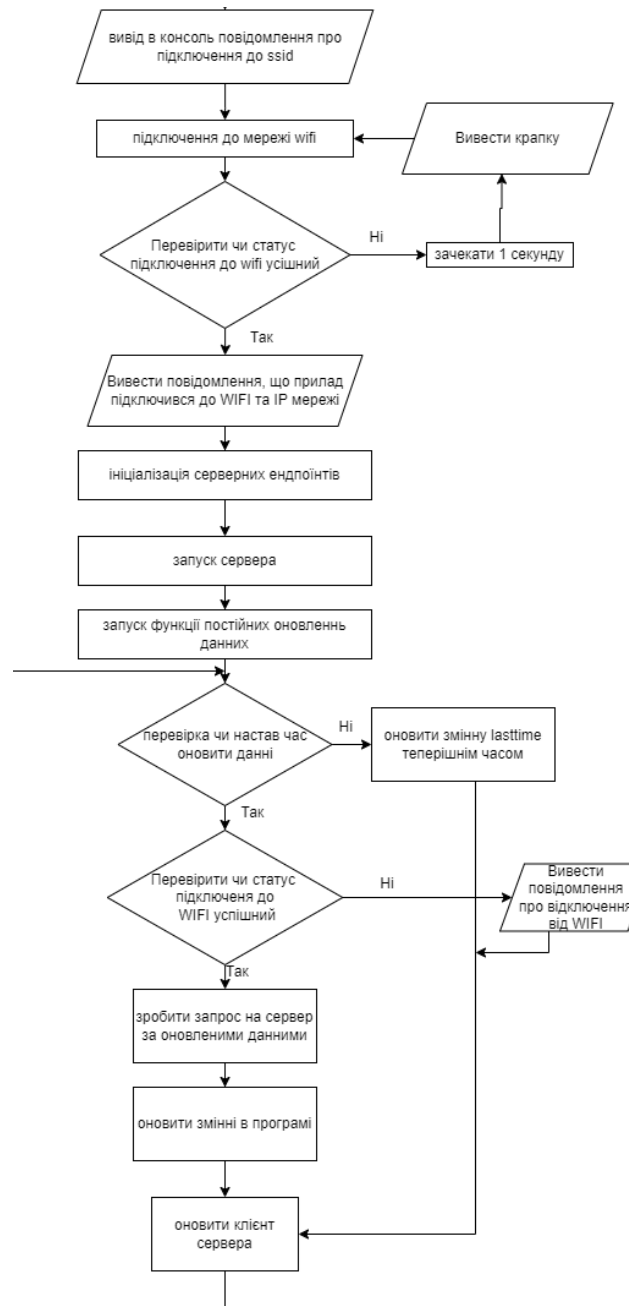 вивід в консоль повідомлення про
підключення до ssid
підключення до мережі wifi
Вивести крапку
Перевірити чи статус
підключення до wifi усішний
Ні
зачекати 1 секунду
Так
Вивести повідомлення, що прилад
підключився до WIFI та IP мережі
ініціалізація серверних ендпоїнтів
запуск сервера
запуск функції постійних оновленнь
данних
перевірка чи настав час
оновити данні
Ні
оновити змінну lasttime
теперішнім часом
Так
Перевірити чи статус
підключеня до
WIFI успішний
Ні
Вивести
повідомлення
про відключення
від WIFI
Так
зробити запрос на сервер
за оновленими данними
оновити змінні в програмі
оновити клієнт
сервера